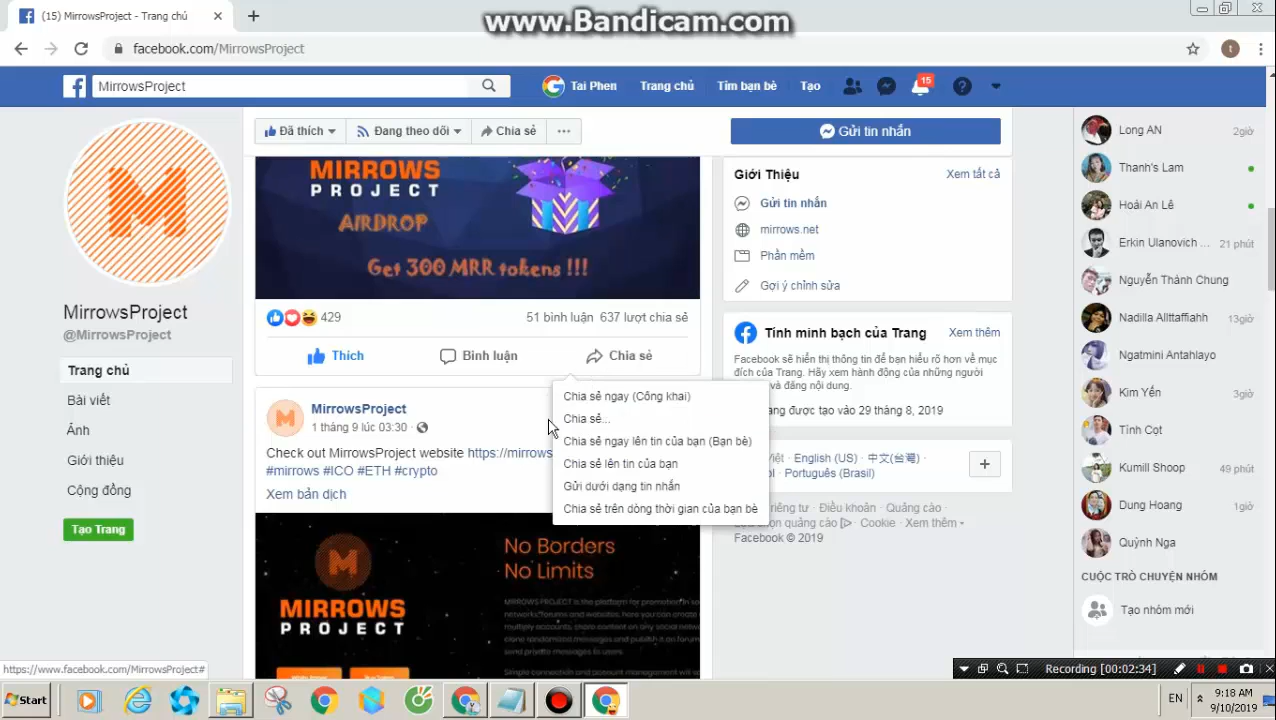 (15) MirrowsProject - Trang chủ
www.Bandicam.com
facebook.com/MirrowsProject
t
MirrowsProject
Tai Phen
Trang chủ
Tìm bạn bè
Tạo
15
Đã thích
Đang theo dõi
Chia sẻ
Gửi tin nhắn
MirrowsProject
@MirrowsProject
Trang chủ
Bài viết
Ảnh
Giới thiệu
Cộng đồng
Tạo Trang
MIRROWS
PROJECT
AIRDROP
Get 300 MRR tokens !!!
429
51 bình luận 637 lượt chia sẻ
Thích
Bình luận
Chia sẻ
Chia sẻ ngay (Công khai)
Chia sẻ...
Chia sẻ ngay lên tin của bạn (Bạn bè)
Chia sẻ lên tin của bạn
Gửi dưới dạng tin nhắn
Chia sẻ trên dòng thời gian của bạn bè
MirrowsProject
1 tháng 9 lúc 03:30
Check out MirrowsProject website https://mirrows
#mirrows #ICO #ETH #crypto
Xem bản dịch
MIRROWS
PROJECT
No Borders
No Limits
Giới Thiệu
Xem tất cả
Gửi tin nhắn
mirrows.net
Phần mềm
Gợi ý chỉnh sửa
Tính minh bạch của Trang
Xem thêm
Facebook sẽ hiển thị thông tin để bạn hiểu rõ hơn về mục
đích của Trang. Hãy xem hành động của những người
và đăng nội dung.
ang được tạo vào 29 tháng 8, 2019
Việt · English (US) · 中文(台灣) ·
ol · Português (Brasil)
riêng tư · Điều khoản · Quảng cáo ·
Lựa chọn quảng cáo · Cookie · Xem thêm
Facebook © 2019
Long AN
2giờ
Thanh's Lam
Hoài An Lê
Erkin Ulanovich ...
21 phút
Nguyễn Thành Chung
Nadilla Allttaffiahh
13giờ
Ngatmini Antahlayo
Kim Yến
3giờ
Tỉnh Cọt
Kumill Shoop
49 phút
Dung Hoang
1giờ
Quỳnh Nga
CUỘC TRÒ CHUYỆN NHÓM
Tạo nhóm mới
https://www.facebook.com/MirrowsProject#
Start
EN
9:18 AM
9/10/2019